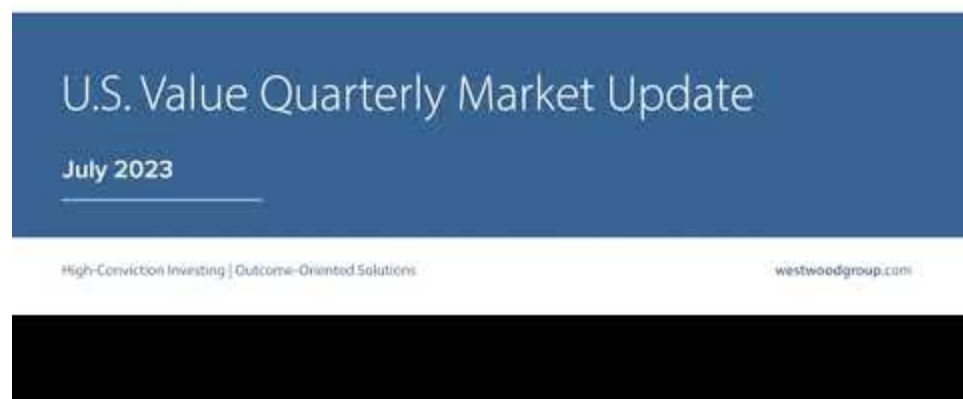 U.S. Value Quarterly Market Update
July 2023
High-Conviction Investing | Outcome-Oriented Solutions
westwoodgroup.com